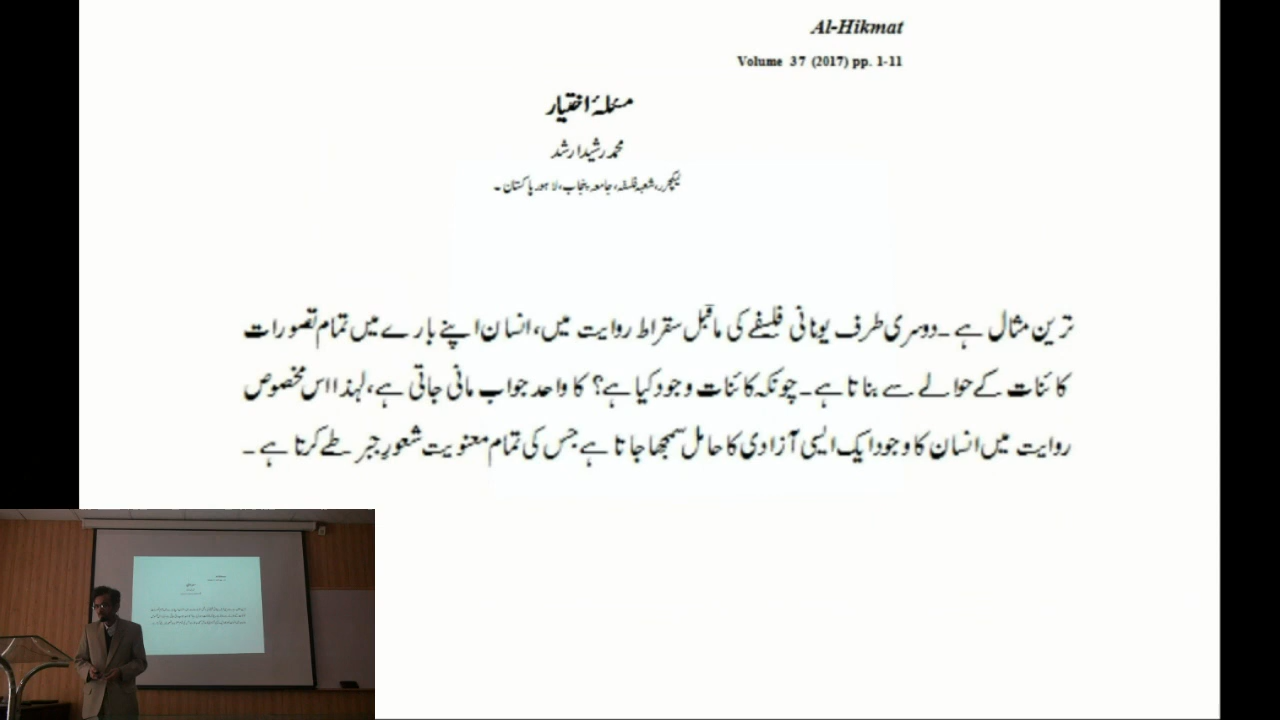 Al-Hikmat
Volume 37 (2017) pp. 1-11
مسئلۂ اختیار
محمد رشید ارشد
لیکچرر، شعبہ فلسفہ، جامعہ پنجاب، لاہور پاکستان۔
ترین مثال ہے۔ دوسری طرف یونانی فلسفے کی ماقبل سقراط روایت میں، انسان اپنے بارے میں تمام تصورات
کائنات کے حوالے سے بناتا ہے۔ چونکہ کائنات وجود کیا ہے؟ کا واحد جواب مانی جاتی ہے، لہذا اس مخصوص
روایت میں انسان کا وجود ایک ایسی آزادی کا حامل سمجھا جاتا ہے جس کی تمام معنویت شعورِ جبر طے کرتا ہے۔